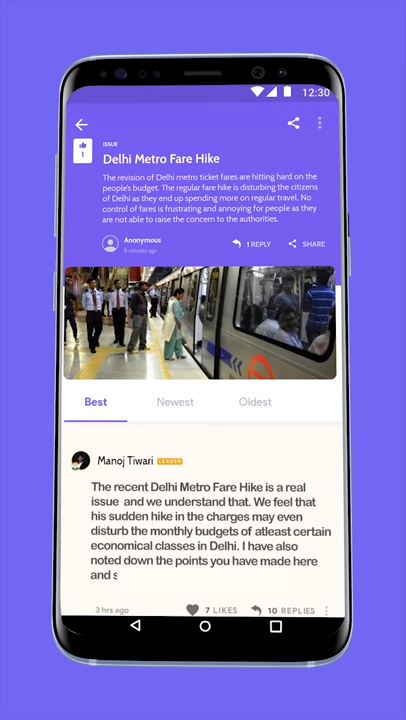 12:30
ISSUE
1
Delhi Metro Fare Hike
The revision of Delhi metro ticket fares are hitting hard on the
people's budget. The regular fare hike is disturbing the citizens
of Delhi as they end up spending more on regular travel. No
control of fares is frustrating and annoying for people as they
are not able to raise the concern to the authorities.
Anonymous
9 minutes ago
1 REPLY
SHARE
Best Newest Oldest
Manoj Tiwari LEADER
The recent Delhi Metro Fare Hike is a real
issue and we understand that. We feel that
his sudden hike in the charges may even
disturb the monthly budgets of atleast certain
economical classes in Delhi. I have also
noted down the points you have made here
and s
3 hrs ago 7 LIKES 10 REPLIES